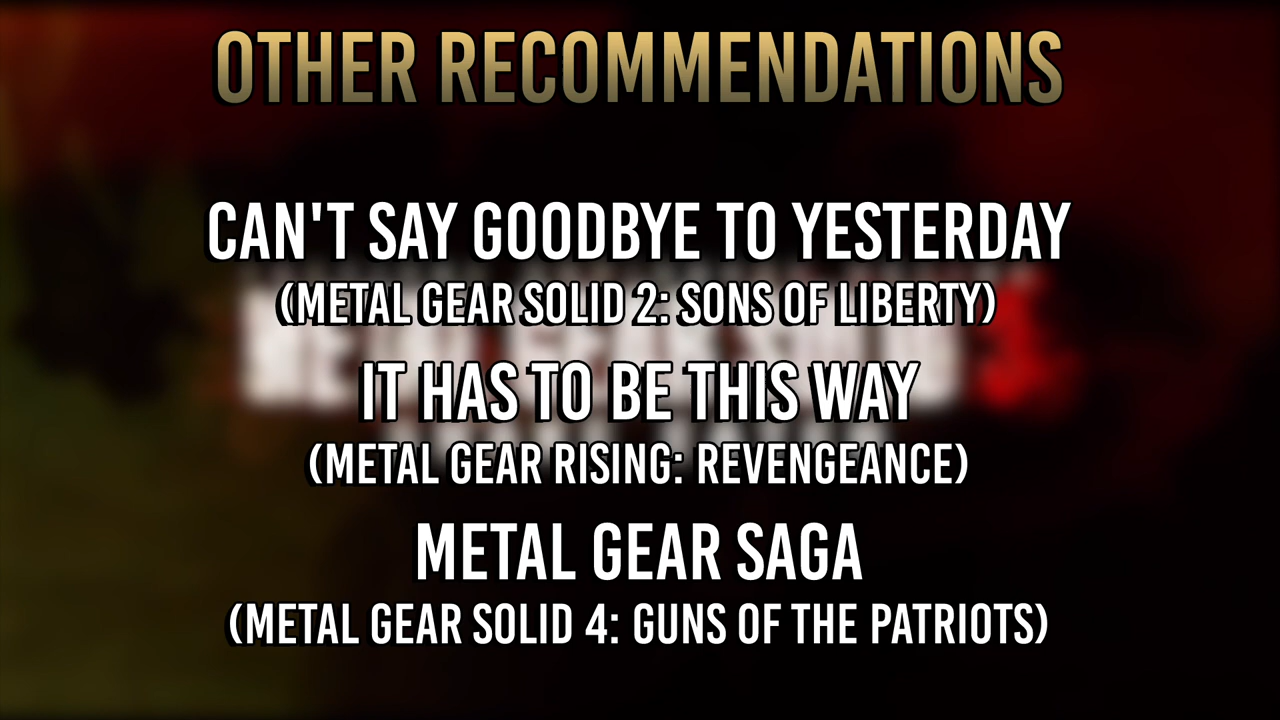 OTHER RECOMMENDATIONS
CAN'T SAY GOODBYE TO YESTERDAY
(METAL GEAR SOLID 2: SONS OF LIBERTY)
IT HAS TO BE THIS WAY
(METAL GEAR RISING: REVENGEANCE)
METAL GEAR SAGA
(METAL GEAR SOLID 4: GUNS OF THE PATRIOTS)